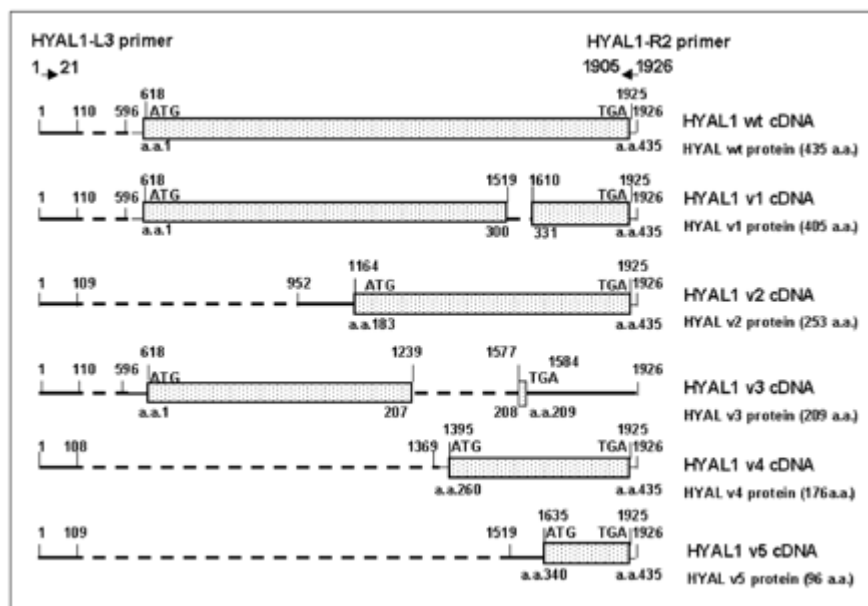 HYAL1-L3 primer HYAL1-R2 primer
1 21 1905 1926
618 1925
1 110 596 ATG TGA 1926 HYAL1 wt cDNA
a.a.1 a.a.435 HYAL wt protein (435 a.a.)
618 1519 1610 1925
1 110 596 ATG TGA 1926 HYAL1 v1 cDNA
a.a.1 300 331 a.a.435 HYAL v1 protein (405 a.a.)
1164 1925
1 109 952 ATG TGA 1926 HYAL1 v2 cDNA
a.a.183 a.a.435 HYAL v2 protein (253 a.a.)
618 1239 1577 1584
1 110 596 ATG TGA 1926 HYAL1 v3 cDNA
a.a.1 207 208 a.a.209 HYAL v3 protein (209 a.a.)
1395 1925
1 108 1369 ATG TGA 1926 HYAL1 v4 cDNA
a.a.260 a.a.435 HYAL v4 protein (176a.a.)
1635 1925
1 109 1519 ATG TGA 1926 HYAL1 v5 cDNA
a.a.340 a.a.435 HYAL v5 protein (96 a.a.)